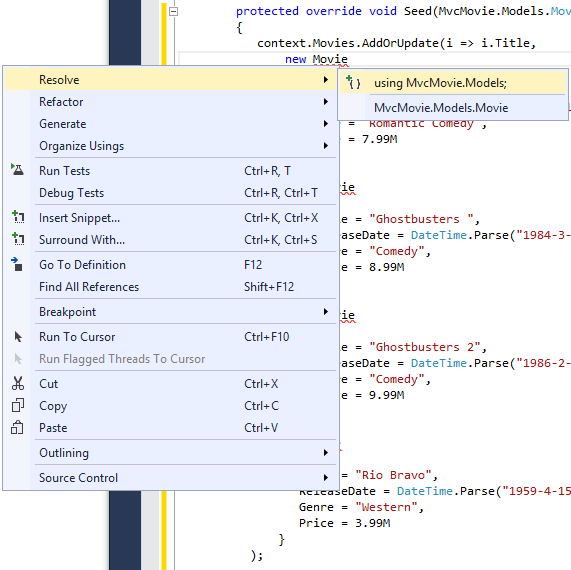 protected override void Seed(MvcMovie.Models.Mov
{
context.Movies.AddOrUpdate(i => i.Title,
new Movie
Resolve
using MvcMovie.Models;
Refactor
MvcMovie.Models.Movie
Generate
= "Romantic Comedy",
Organize Usings
= 7.99M
Run Tests Ctrl+R, T
Debug Tests Ctrl+R, Ctrl+T
Insert Snippet... Ctrl+K, Ctrl+X
= "Ghostbusters ",
Surround With... Ctrl+K, Ctrl+S
easeDate = DateTime.Parse("1984-3-
= "Comedy",
Go To Definition F12
= 8.99M
Find All References Shift+F12
Breakpoint
vie
Run To Cursor Ctrl+F10
= "Ghostbusters 2",
Run Flagged Threads To Cursor
easeDate = DateTime.Parse("1986-2-
Cut Ctrl+X
= "Comedy",
= 9.99M
Copy Ctrl+C
Paste Ctrl+V
Outlining
Source Control
= "Rio Bravo",
ReleaseDate = DateTime.Parse("1959-4-15
Genre = "Western",
Price = 3.99M
}
);